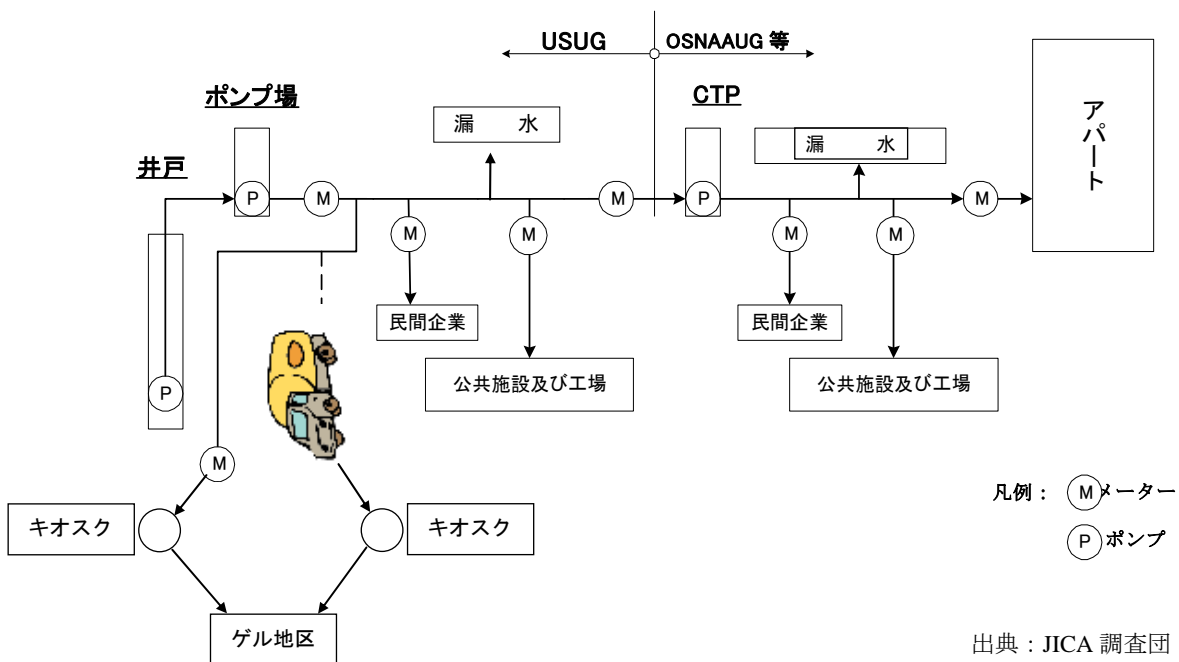 USUG
OSNAAUG 等
ポンプ場
CTP
漏 水
漏 水
アパート
井戸
P
M
M
P
M
M
M
M
M
民間企業
民間企業
P
公共施設及び工場
公共施設及び工場
M
凡例：
M
メーター
キオスク
キオスク
P
ポンプ
ゲル地区
出典：JICA 調査団